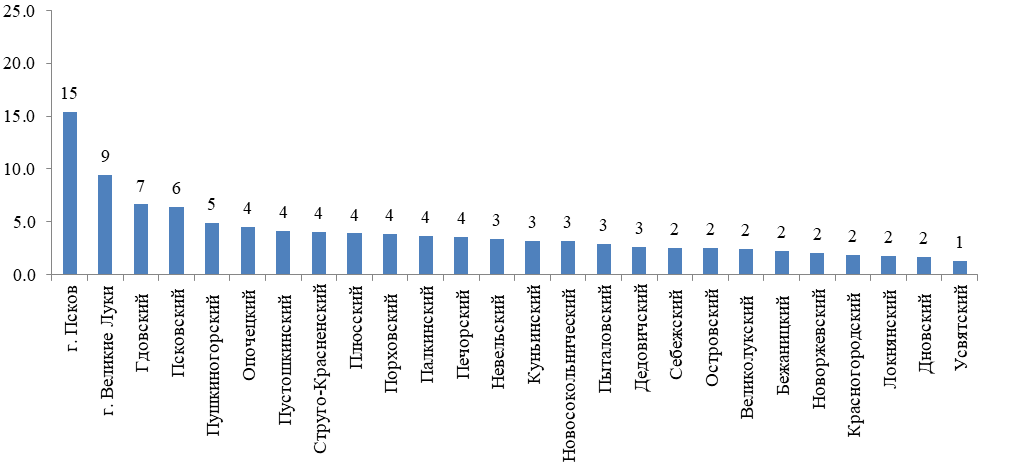 25.0
20.0
15.0
10.0
5.0
0.0
15
9
7
6
5
4
4
4
4
4
4
4
3
3
3
3
3
2
2
2
2
2
2
2
2
1
г. Псков
г. Великие Луки
Гдовский
Псковский
Пушкиногорский
Опочецкий
Пустошкинский
Струго-Красненский
Плюсский
Порховский
Палкинский
Печорский
Невельский
Куньинский
Новосокольнический
Пыталовский
Дедовичский
Себежский
Островский
Великолукский
Бежаницкий
Новоржевский
Красногородский
Локнянский
Дновский
Усвятский